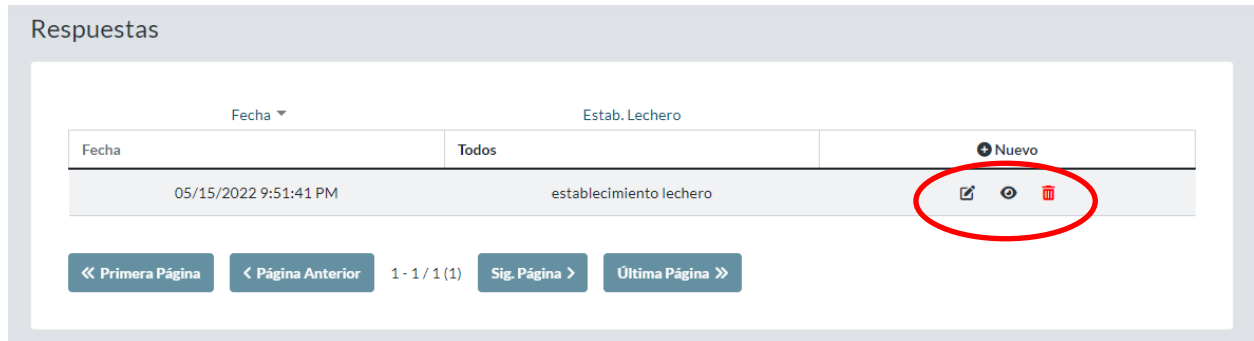 Respuestas
Fecha Estab. Lechero
Fecha Todos Nuevo
05/15/2022 9:51:41 PM establecimiento lechero
Primera Página Página Anterior 1 - 1 / 1 (1) Sig. Página Última Página